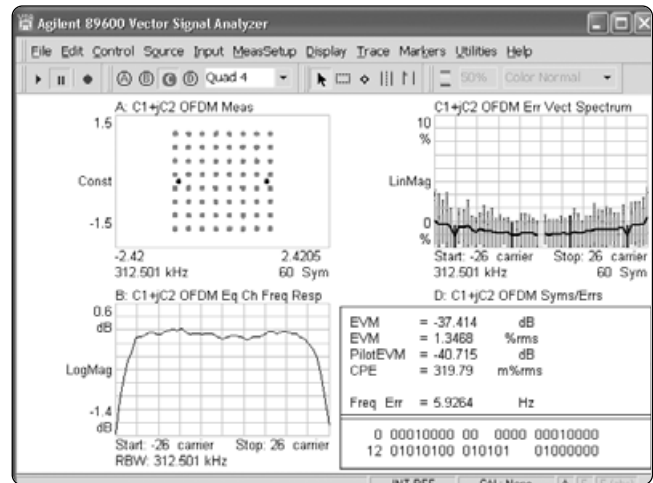 Agilent 89600 Vector Signal Analyzer
File Edit Control Source Input MeasSetup Display Trace Markers Utilities Help
A B C D Quad 4 50% Color Normal
A: C1+jC2 OFDM Meas
1.5
Const
-1.5
-2.42 2.4205
312.501 kHz 60 Sym
C1+jC2 OFDM Err Vect Spectrum
10
%
LinMag
0
%
Start: -26 carrier Stop: 26 carrier
312.501 kHz 60 Sym
B: C1+jC2 OFDM Eq Ch Freq Resp
0.6
dB
LogMag
-1.4
dB
Start: -26 carrier Stop: 26 carrier
RBW: 312.501 kHz
D: C1+jC2 OFDM Syms/Errs
EVM = -37.414 dB
EVM = 1.3468 %rms
PilotEVM = -40.715 dB
CPE = 319.79 m%rms
Freq Err = 5.9264 Hz
0 00010000 00 0000 00010000
12 01010100 010101 01000000